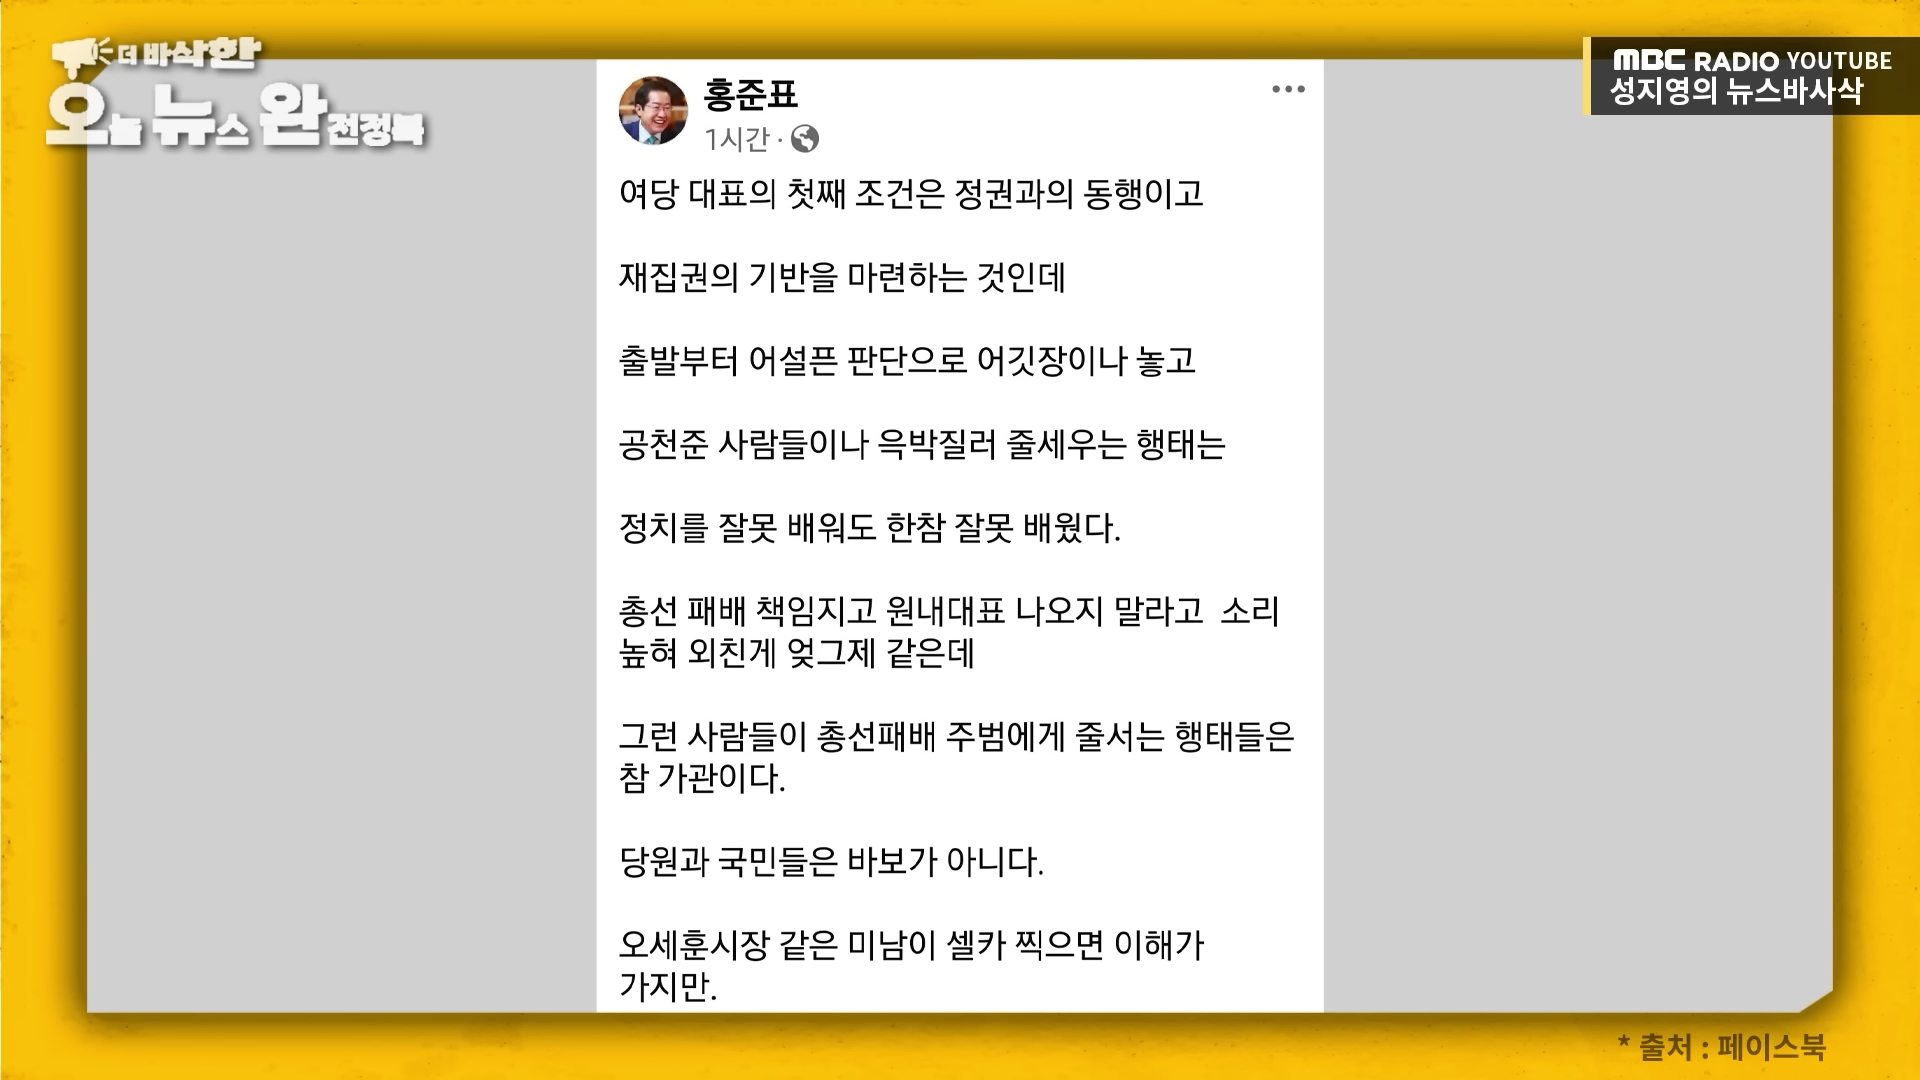 더 바삭한
오늘 뉴스 완전정복
MBC RADIO YOUTUBE
성지영의 뉴스바사삭
홍준표
1시간 ·
여당 대표의 첫째 조건은 정권과의 동행이고
재집권의 기반을 마련하는 것인데
출발부터 어설픈 판단으로 어깃장이나 놓고
공천준 사람들이나 윽박질러 줄세우는 행태는
정치를 잘못 배워도 한참 잘못 배웠다.
총선 패배 책임지고 원내대표 나오지 말라고 소리
높혀 외친게 엊그제 같은데
그런 사람들이 총선패배 주범에게 줄서는 행태들은
참 가관이다.
당원과 국민들은 바보가 아니다.
오세훈시장 같은 미남이 셀카 찍으면 이해가
가지만.
* 출처 : 페이스북